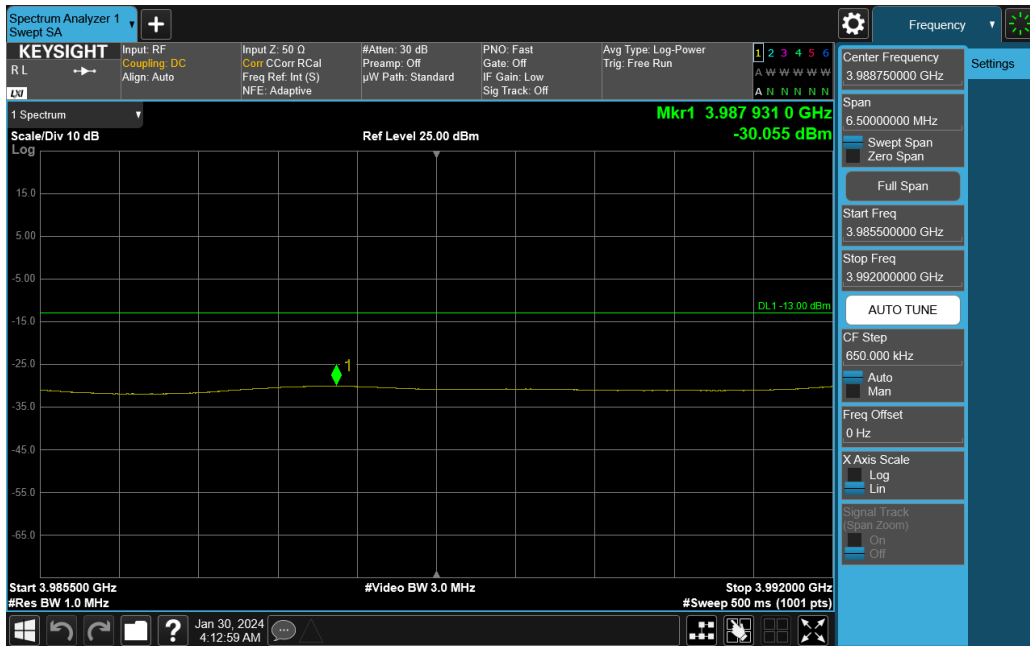 Spectrum Analyzer 1
Swept SA
Frequency
KEYSIGHT
R L
LXI
Input: RF
Coupling: DC
Align: Auto
Input Z: 50 Ω
Corr CCorr RCal
Freq Ref: Int (S)
NFE: Adaptive
#Atten: 30 dB
Preamp: Off
µW Path: Standard
PNO: Fast
Gate: Off
IF Gain: Low
Sig Track: Off
Avg Type: Log-Power
Trig: Free Run
1 2 3 4 5 6
A W W W W W
A N N N N N
1 Spectrum
Scale/Div 10 dB
Log
Ref Level 25.00 dBm
Mkr1 3.987 931 0 GHz
-30.055 dBm
15.0
5.00
-5.00
-15.0
-25.0
-35.0
-45.0
-55.0
-65.0
DL1 -13.00 dBm
1
Start 3.985500 GHz
#Res BW 1.0 MHz
#Video BW 3.0 MHz
Stop 3.992000 GHz
#Sweep 500 ms (1001 pts)
Center Frequency
3.988750000 GHz
Settings
Span
6.50000000 MHz
Swept Span
Zero Span
Full Span
Start Freq
3.985500000 GHz
Stop Freq
3.992000000 GHz
AUTO TUNE
CF Step
650.000 kHz
Auto
Man
Freq Offset
0 Hz
X Axis Scale
Log
Lin
Signal Track
(Span Zoom)
On
Off
?
Jan 30, 2024
4:12:59 AM